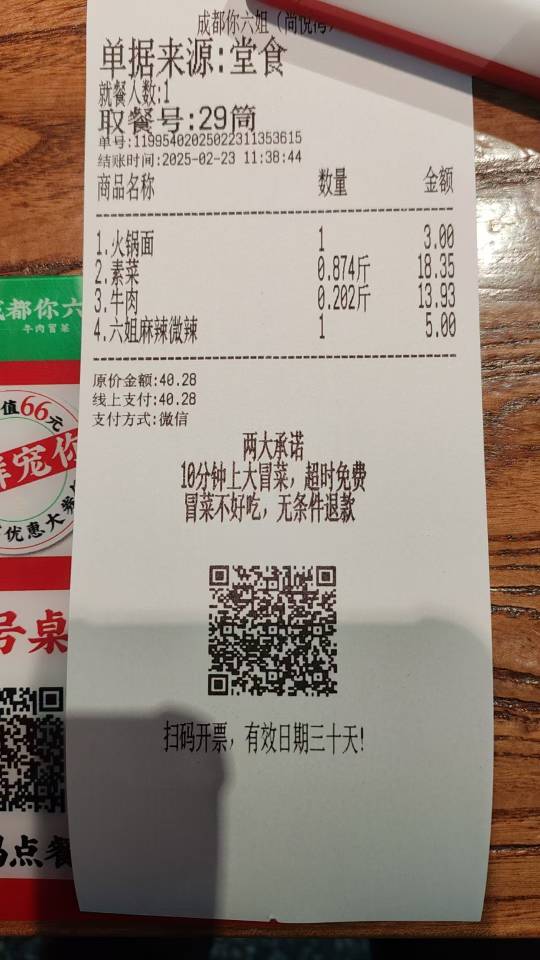 成都你六姐（尚悦湾）
单据来源:堂食
就餐人数:1
取餐号:29筒
单号:11995402025022311353615
结账时间:2025-02-23 11:38:44
商品名称 数量 金额
1.火锅面 1 3.00
2.素菜 0.874斤 18.35
3.牛肉 0.202斤 13.93
4.六姐麻辣微辣 1 5.00
原价金额:40.28
线上支付:40.28
支付方式:微信
两大承诺
10分钟上大冒菜，超时免费
冒菜不好吃，无条件退款
扫码开票，有效日期三十天!
都你六
牛肉冒菜
值66元
宠你
优惠大券
号桌
点餐